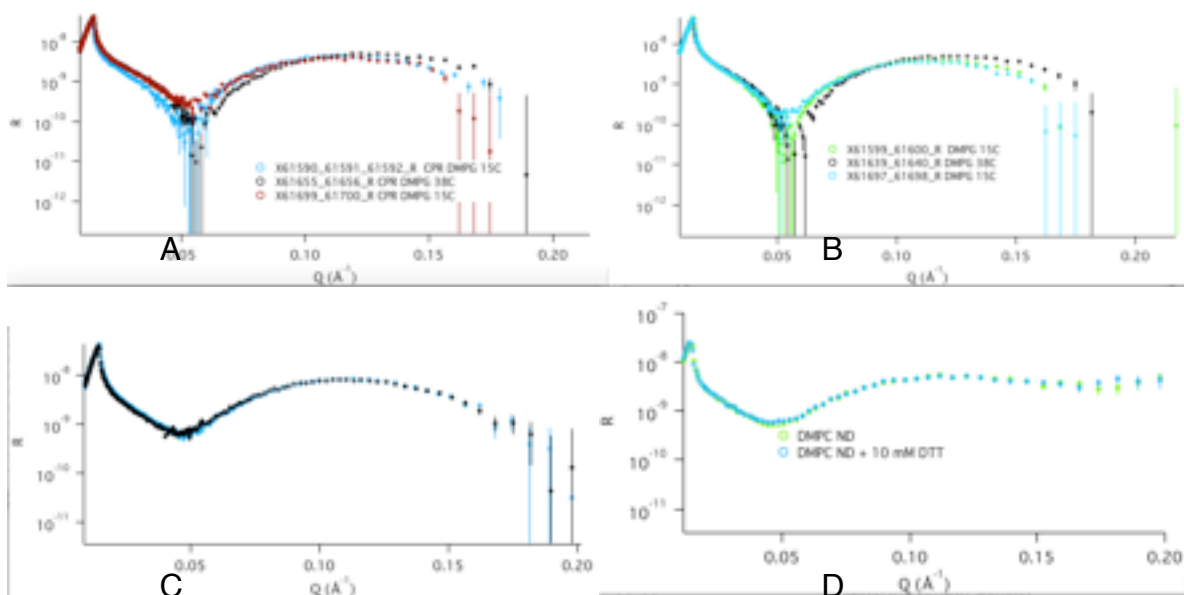 10⁻⁸
10⁻⁹
10⁻¹⁰
10⁻¹¹
10⁻¹²
R
X61590_61591_61592_R CPR DMPG 15C
X61655_61656_R CPR DMPG 38C
X61699_61700_R CPR DMPG 15C
0.05 0.10 0.15 0.20
Q (Å⁻¹)
A
10⁻⁸
10⁻⁹
10⁻¹⁰
10⁻¹¹
10⁻¹²
R
X61599_61600_R DMPG 15C
X61639_61640_R DMPG 38C
X61697_61698_R DMPG 15C
0.05 0.10 0.15 0.20
Q (Å⁻¹)
B
10⁻⁸
10⁻⁹
10⁻¹⁰
10⁻¹¹
R
0.05 0.10 0.15 0.20
Q (Å⁻¹)
C
10⁻⁷
10⁻⁸
10⁻⁹
10⁻¹⁰
10⁻¹¹
R
DMPC ND
DMPC ND + 10 mM DTT
0.05 0.10 0.15 0.20
Q (Å⁻¹)
D